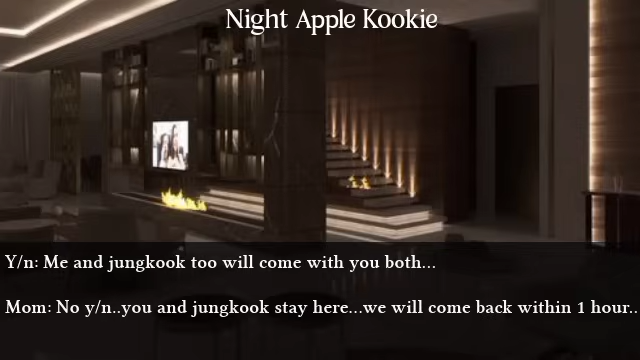 Night Apple Kookie
Y/n: Me and jungkook too will come with you both...
Mom: No y/n..you and jungkook stay here...we will come back within 1 hour..